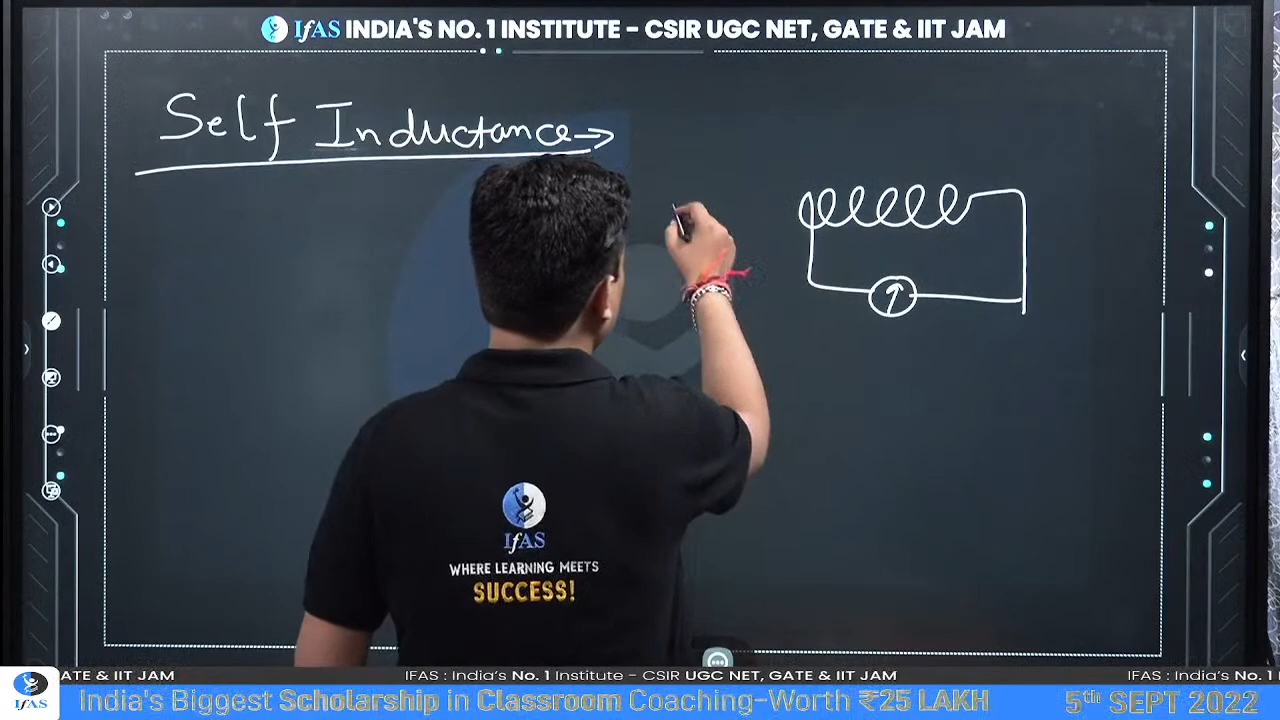 IfAS INDIA'S NO. 1 INSTITUTE - CSIR UGC NET, GATE & IIT JAM
Self Inductance→
IfAS
WHERE LEARNING MEETS
SUCCESS!
GATE & IIT JAM
IFAS : India's No. 1 Institute - CSIR UGC NET, GATE & IIT JAM
IFAS : India's No. 1 I
IfAS
India's Biggest Scholarship in Classroom Coaching-Worth ₹25 LAKH
5th SEPT 2022